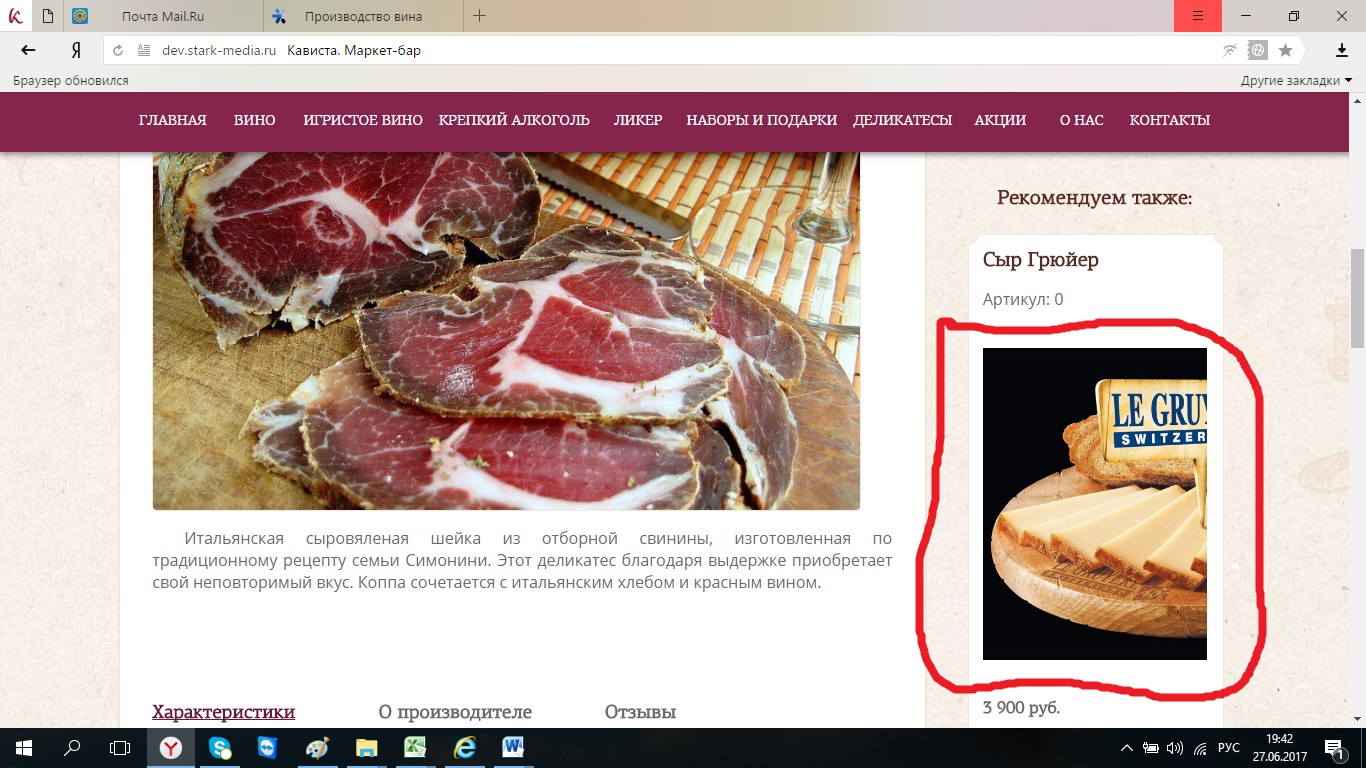 Почта Mail.Ru
Производство вина
Я
dev.stark-media.ru Кависта. Маркет-бар
Браузер обновился
Другие закладки
ГЛАВНАЯ ВИНО ИГРИСТОЕ ВИНО КРЕПКИЙ АЛКОГОЛЬ ЛИКЕР НАБОРЫ И ПОДАРКИ ДЕЛИКАТЕСЫ АКЦИИ О НАС КОНТАКТЫ
Итальянская сыровяленая шейка из отборной свинины, изготовленная по
традиционному рецепту семьи Симонини. Этот деликатес благодаря выдержке приобретает
свой неповторимый вкус. Коппа сочетается с итальянским хлебом и красным вином.
Характеристики
О производителе
Отзывы
Рекомендуем также:
Сыр Грюйер
Артикул: 0
LE GRUY
SWITZER
3 900 руб.
РУС
19:42
27.06.2017
1